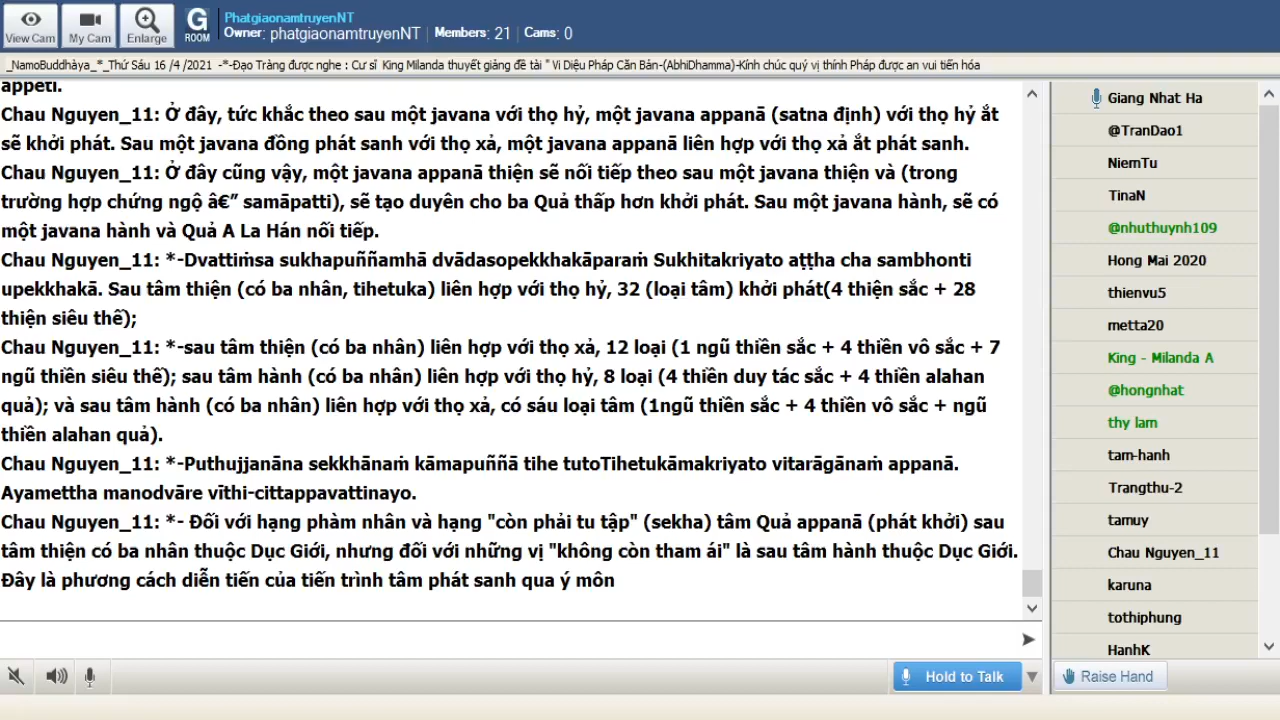 View Cam
My Cam
Enlarge
G
ROOM
PhatgiaonamtruyenNT
Owner: phatgiaonamtruyenNT | Members: 21 | Cams: 0
_NamoBuddhàya_*_Thứ Sáu 16 /4 /2021 -*-Đạo Tràng được nghe : Cư sĩ King Milanda thuyết giảng đề tài " Vi Diệu Pháp Căn Bản-(AbhiDhamma)-Kính chúc quý vị thính Pháp được an vui tiến hóa
appeti.
Chau Nguyen_11: Ở đây, tức khắc theo sau một javana với thọ hỷ, một javana appanā (satna định) với thọ hỷ ắt
sẽ khởi phát. Sau một javana đồng phát sanh với thọ xả, một javana appanā liên hợp với thọ xả ắt phát sanh.
Chau Nguyen_11: Ở đây cũng vậy, một javana appanā thiện sẽ nối tiếp theo sau một javana thiện và (trong
trường hợp chứng ngộ â€” samāpatti), sẽ tạo duyên cho ba Quả thấp hơn khởi phát. Sau một javana hành, sẽ có
một javana hành và Quả A La Hán nối tiếp.
Chau Nguyen_11: *-Dvattiṁsa sukhapuññamhā dvādasopekkhakāparaṁ Sukhitakriyato aṭṭha cha sambhonti
upekkhakā. Sau tâm thiện (có ba nhân, tihetuka) liên hợp với thọ hỷ, 32 (loại tâm) khởi phát(4 thiện sắc + 28
thiện siêu thế);
Chau Nguyen_11: *-sau tâm thiện (có ba nhân) liên hợp với thọ xả, 12 loại (1 ngũ thiền sắc + 4 thiền vô sắc + 7
ngũ thiền siêu thế); sau tâm hành (có ba nhân) liên hợp với thọ hỷ, 8 loại (4 thiền duy tác sắc + 4 thiền alahan
quả); và sau tâm hành (có ba nhân) liên hợp với thọ xả, có sáu loại tâm (1ngũ thiền sắc + 4 thiền vô sắc + ngũ
thiền alahan quả).
Chau Nguyen_11: *-Puthujjanāna sekkhānaṁ kāmapuññā tihe tutoTihetukāmakriyato vitarāgānaṁ appanā.
Ayamettha manodvāre vīthi-cittappavattinayo.
Chau Nguyen_11: *- Đối với hạng phàm nhân và hạng "còn phải tu tập" (sekha) tâm Quả appanā (phát khởi) sau
tâm thiện có ba nhân thuộc Dục Giới, nhưng đối với những vị "không còn tham ái" là sau tâm hành thuộc Dục Giới.
Đây là phương cách diễn tiến của tiến trình tâm phát sanh qua ý môn
Giang Nhat Ha
@TranDao1
NiemTu
TinaN
@nhuthuynh109
Hong Mai 2020
thienvu5
metta20
King - Milanda A
@hongnhat
thy lam
tam-hanh
Trangthu-2
tamuy
Chau Nguyen_11
karuna
tothiphung
HanhK
Hold to Talk
Raise Hand